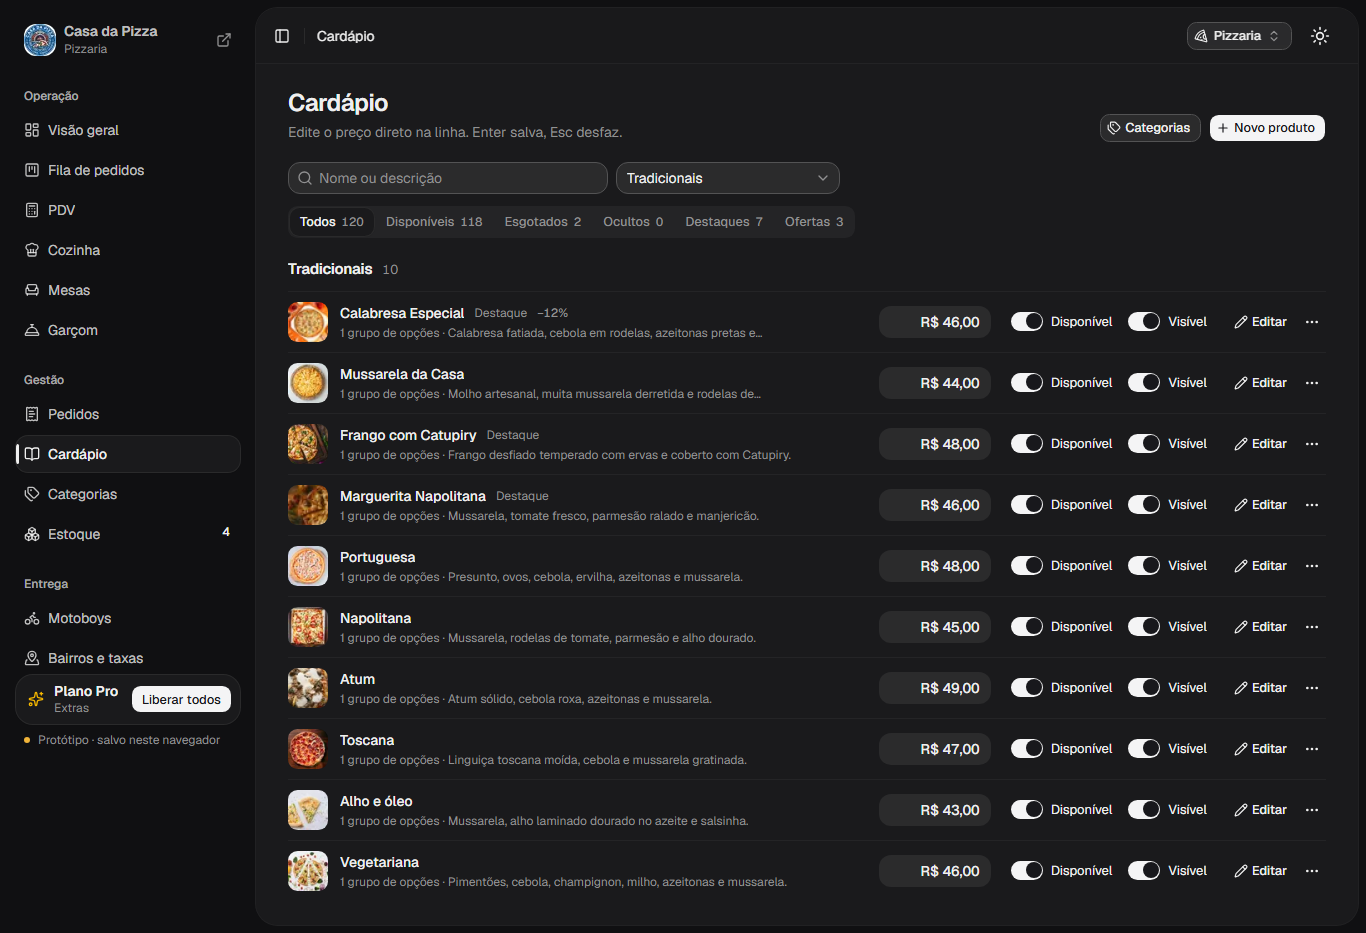 Casa da Pizza
Pizzaria
Operação
Visão geral
Fila de pedidos
PDV
Cozinha
Mesas
Garçom
Gestão
Pedidos
Cardápio
Categorias
Estoque 4
Entrega
Motoboys
Bairros e taxas
Plano Pro
Extras
Liberar todos
Protótipo · salvo neste navegador
Cardápio
Pizzaria
Cardápio
Edite o preço direto na linha. Enter salva, Esc desfaz.
Categorias
Novo produto
Nome ou descrição
Tradicionais
Todos 120 Disponíveis 118 Esgotados 2 Ocultos 0 Destaques 7 Ofertas 3
Tradicionais 10
Calabresa Especial Destaque −12%
1 grupo de opções · Calabresa fatiada, cebola em rodelas, azeitonas pretas e…
R$ 46,00 Disponível Visível Editar
Mussarela da Casa
1 grupo de opções · Molho artesanal, muita mussarela derretida e rodelas de…
R$ 44,00 Disponível Visível Editar
Frango com Catupiry Destaque
1 grupo de opções · Frango desfiado temperado com ervas e coberto com Catupiry.
R$ 48,00 Disponível Visível Editar
Marguerita Napolitana Destaque
1 grupo de opções · Mussarela, tomate fresco, parmesão ralado e manjericão.
R$ 46,00 Disponível Visível Editar
Portuguesa
1 grupo de opções · Presunto, ovos, cebola, ervilha, azeitonas e mussarela.
R$ 48,00 Disponível Visível Editar
Napolitana
1 grupo de opções · Mussarela, rodelas de tomate, parmesão e alho dourado.
R$ 45,00 Disponível Visível Editar
Atum
1 grupo de opções · Atum sólido, cebola roxa, azeitonas e mussarela.
R$ 49,00 Disponível Visível Editar
Toscana
1 grupo de opções · Linguiça toscana moída, cebola e mussarela gratinada.
R$ 47,00 Disponível Visível Editar
Alho e óleo
1 grupo de opções · Mussarela, alho laminado dourado no azeite e salsinha.
R$ 43,00 Disponível Visível Editar
Vegetariana
1 grupo de opções · Pimentões, cebola, champignon, milho, azeitonas e mussarela.
R$ 46,00 Disponível Visível Editar